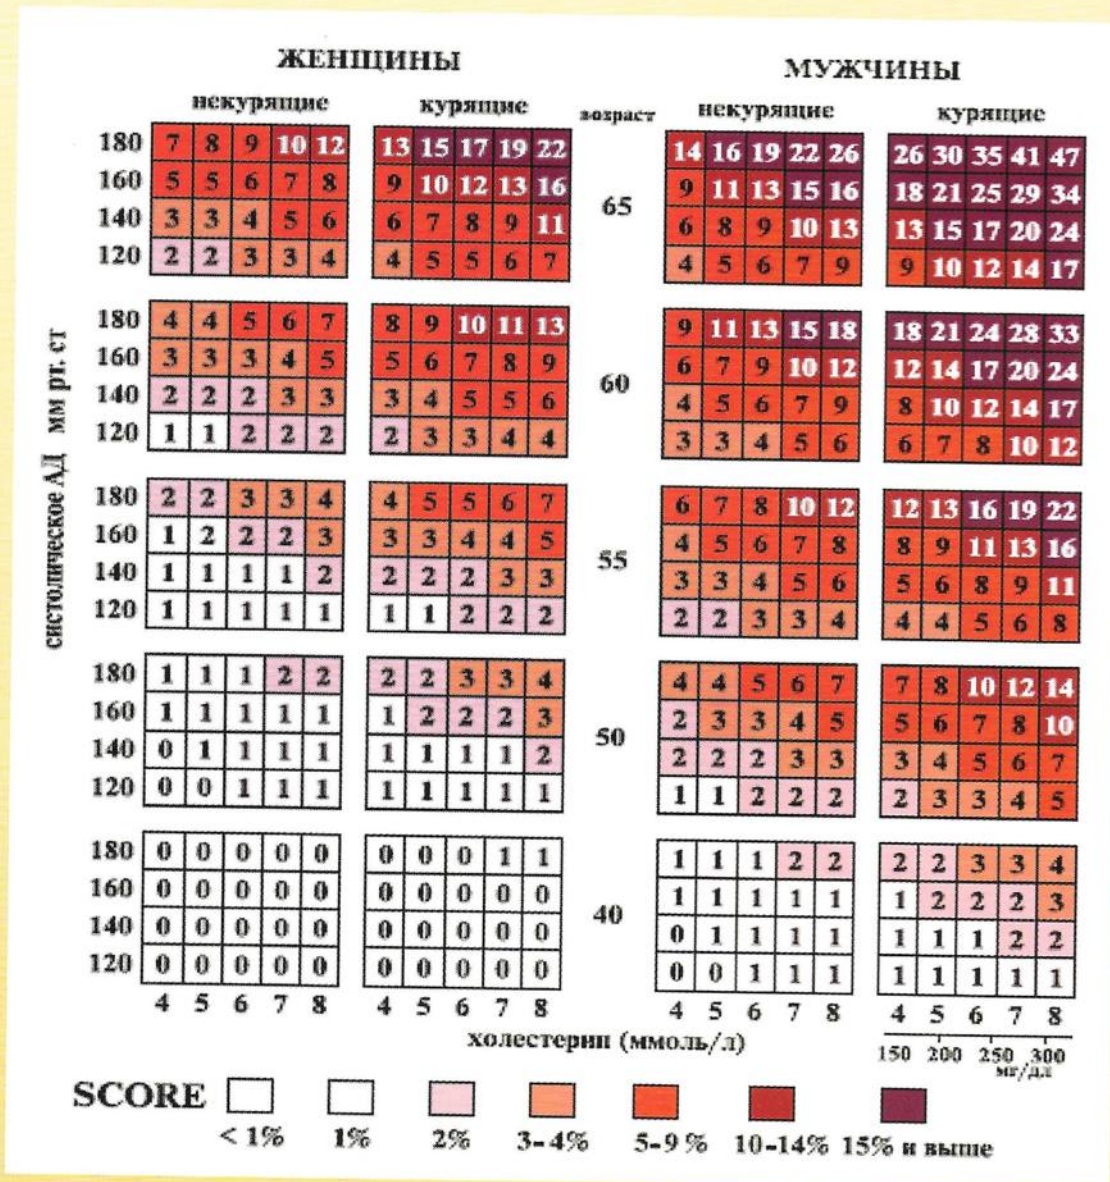 ЖЕНЩИНЫ МУЖЧИНЫ
некурящие курящие возраст некурящие курящие
систолическое АД мм рт. ст
180 7 8 9 10 12 13 15 17 19 22 14 16 19 22 26 26 30 35 41 47
160 5 5 6 7 8 9 10 12 13 16 9 11 13 15 16 18 21 25 29 34
65
140 3 3 4 5 6 6 7 8 9 11 6 8 9 10 13 13 15 17 20 24
120 2 2 3 3 4 4 5 5 6 7 4 5 6 7 9 9 10 12 14 17
180 4 4 5 6 7 8 9 10 11 13 9 11 13 15 18 18 21 24 28 33
160 3 3 3 4 5 5 6 7 8 9 6 7 9 10 12 12 14 17 20 24
60
140 2 2 2 3 3 3 4 5 5 6 4 5 6 7 9 8 10 12 14 17
120 1 1 2 2 2 2 3 3 4 4 3 3 4 5 6 6 7 8 10 12
180 2 2 3 3 4 4 5 5 6 7 6 7 8 10 12 12 13 16 19 22
160 1 2 2 2 3 3 3 4 4 5 4 5 6 7 8 8 9 11 13 16
55
140 1 1 1 1 2 2 2 2 3 3 3 3 4 5 6 5 6 8 9 11
120 1 1 1 1 1 1 1 2 2 2 2 2 3 3 4 4 4 5 6 8
180 1 1 1 2 2 2 2 3 3 4 4 4 5 6 7 7 8 10 12 14
160 1 1 1 1 1 1 2 2 2 3 2 3 3 4 5 5 6 7 8 10
50
140 0 1 1 1 1 1 1 1 1 2 2 2 2 3 3 3 4 5 6 7
120 0 0 1 1 1 1 1 1 1 1 1 1 2 2 2 2 3 3 4 5
180 0 0 0 0 0 0 0 0 1 1 1 1 1 2 2 2 2 3 3 4
160 0 0 0 0 0 0 0 0 0 0 1 1 1 1 1 1 2 2 2 3
40
140 0 0 0 0 0 0 0 0 0 0 0 1 1 1 1 1 1 1 2 2
120 0 0 0 0 0 0 0 0 0 0 0 0 1 1 1 1 1 1 1 1
4 5 6 7 8 4 5 6 7 8 4 5 6 7 8 4 5 6 7 8
холестерин (ммоль/л)
150 200 250 300
мг/дл
SCORE
< 1% 1% 2% 3-4% 5-9 % 10-14% 15% и выше